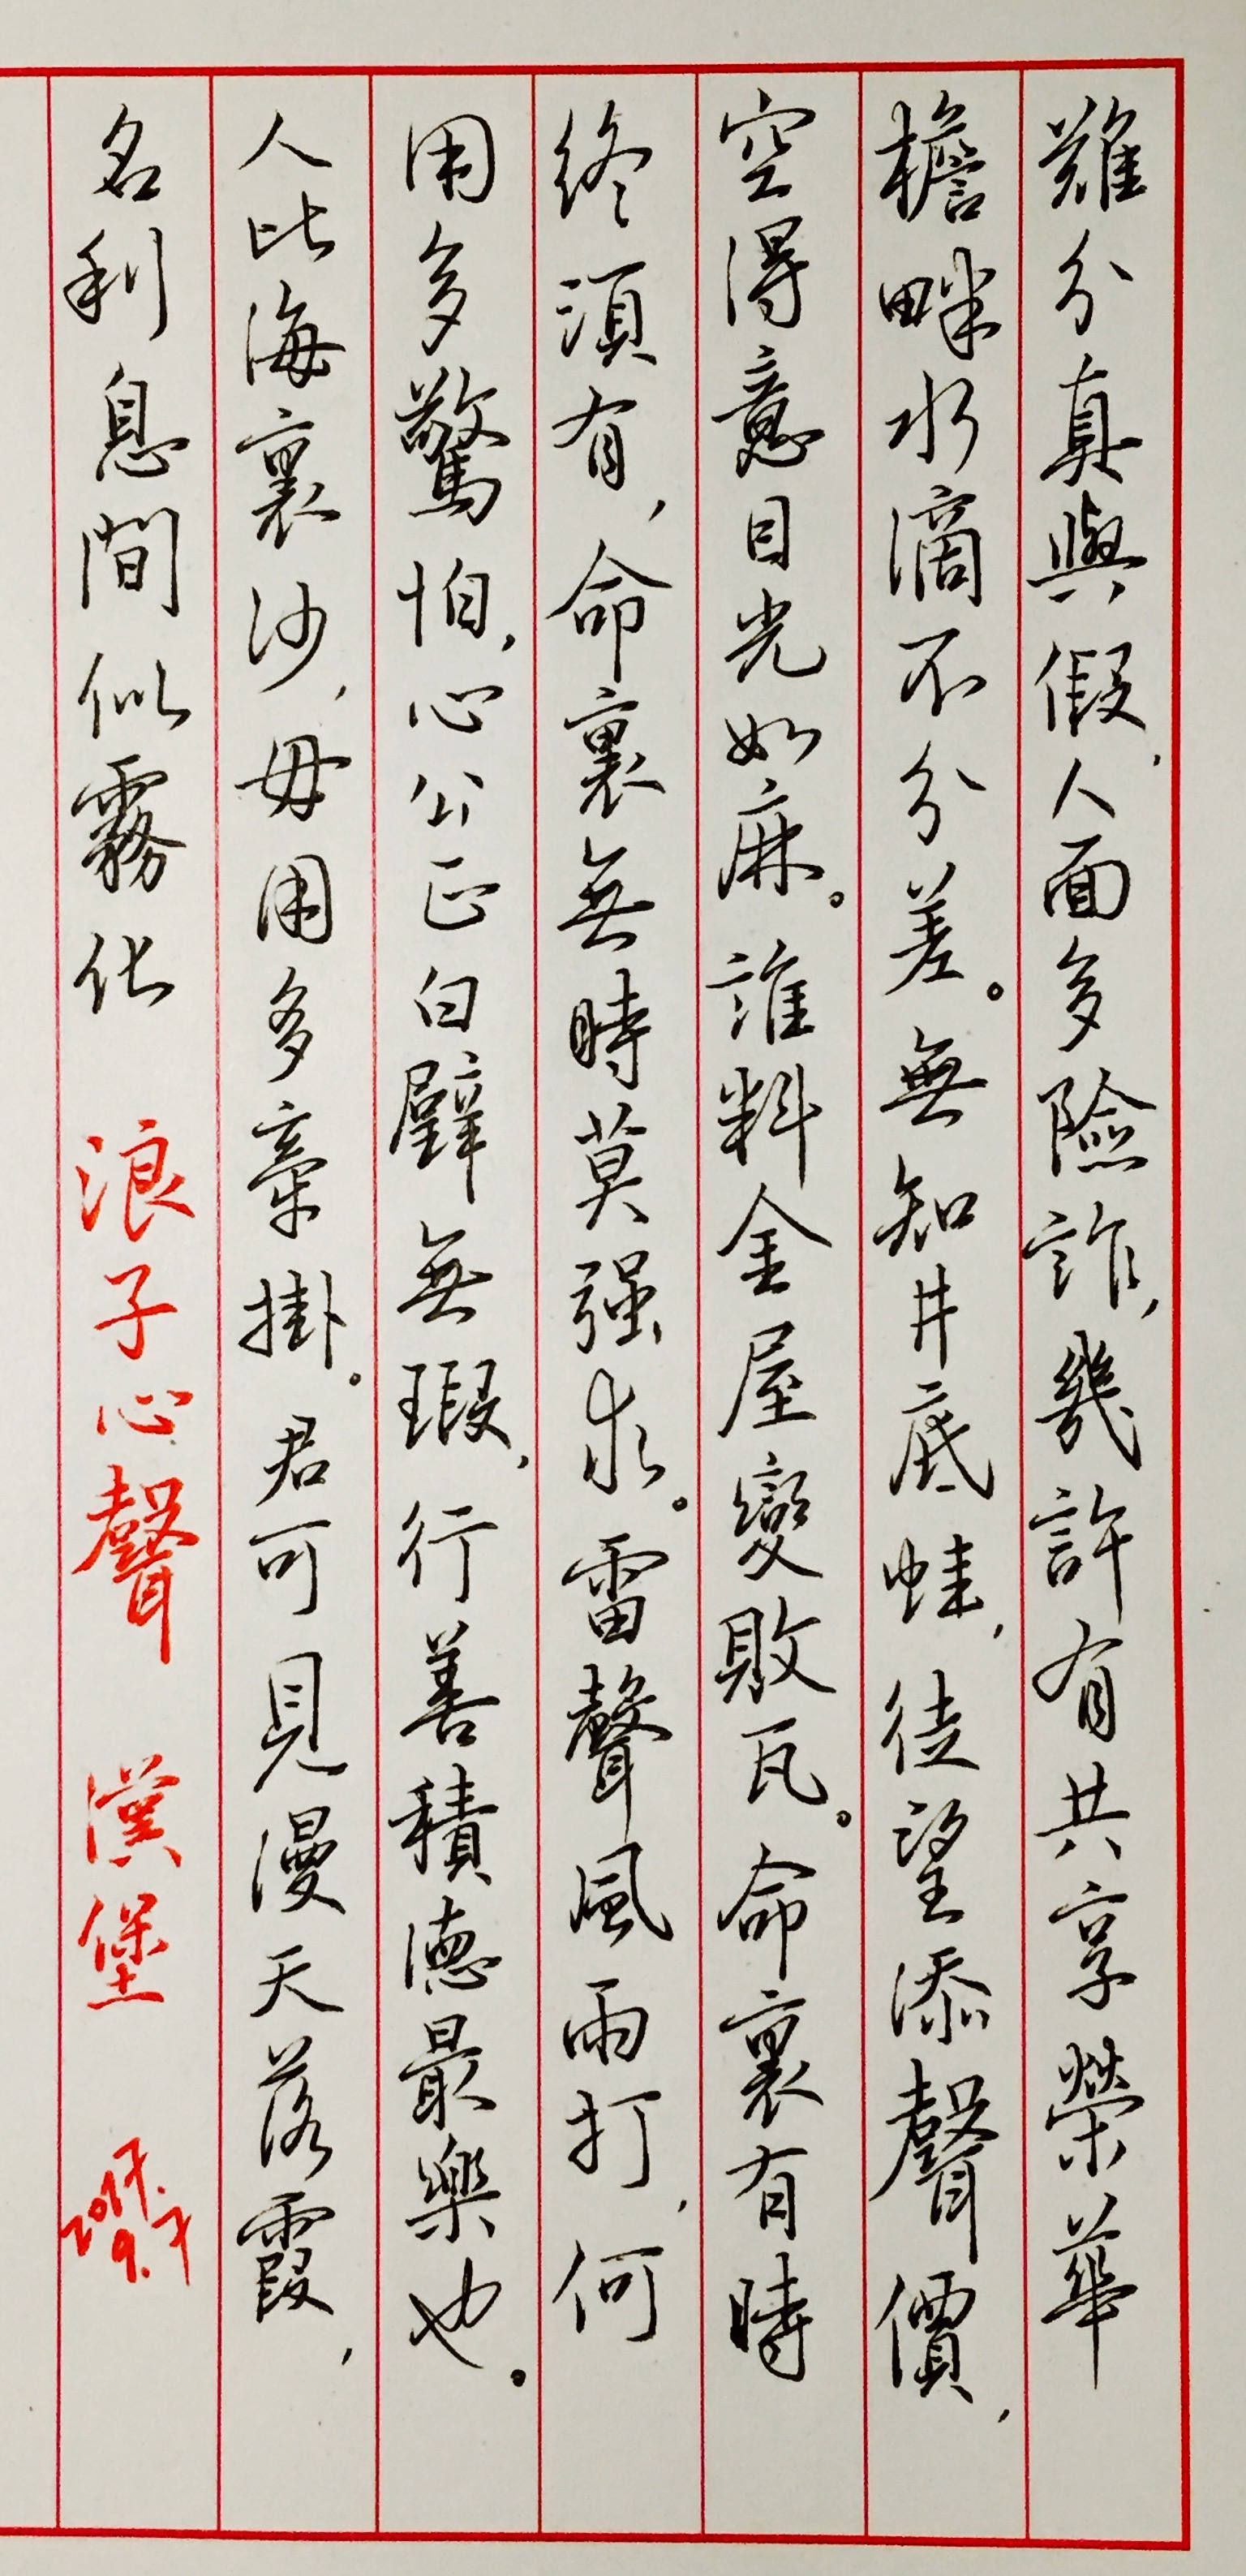 難分真與假，人面多險詐，幾許有共享榮華
檐畔水滴不分差。無知井底蛙，徒望添聲價，
空得意目光如麻。誰料金屋變敗瓦。命裏有時
終須有，命裏無時莫强求。雷聲風雨打，何
用多驚怕，心公正白璧無瑕，行善積德最樂也。
人比海裏沙，毋用多牽掛。君可見漫天落霞，
名利息間似霧化 浪子心聲 漢堡 2017.9.7